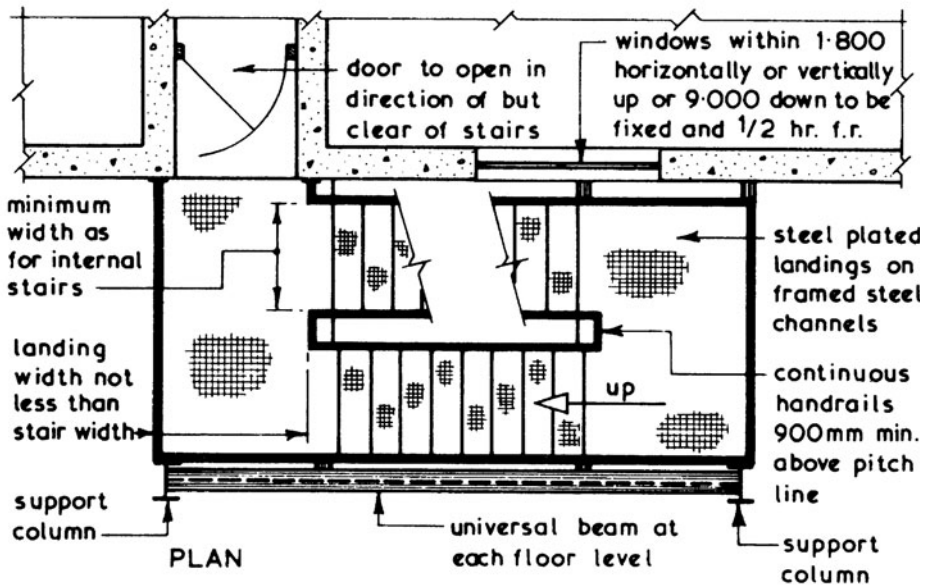 door to open in
direction of but
clear of stairs
windows within 1·800
horizontally or vertically
up or 9·000 down to be
fixed and 1/2 hr. f.r.
minimum
width as
for internal
stairs
steel plated
landings on
framed steel
channels
landing
width not
less than
stair width
up
continuous
handrails
900mm min.
above pitch
line
support
column
PLAN
universal beam at
each floor level
support
column